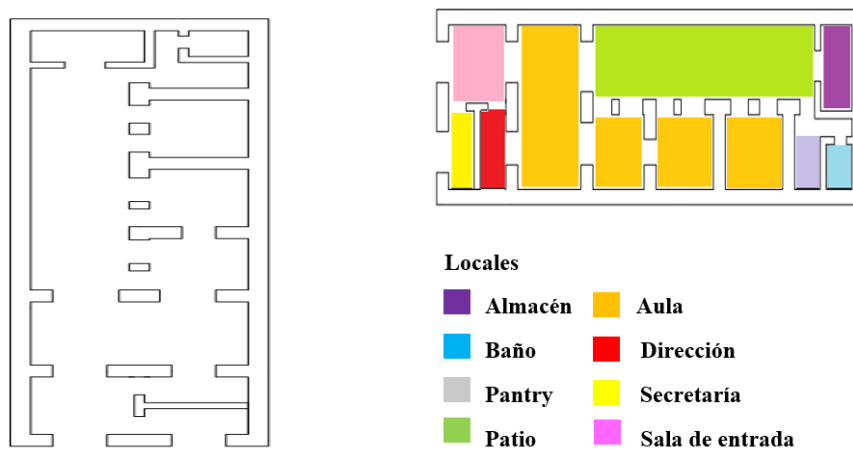 Locales
Almacén
Aula
Baño
Dirección
Pantry
Secretaría
Patio
Sala de entrada